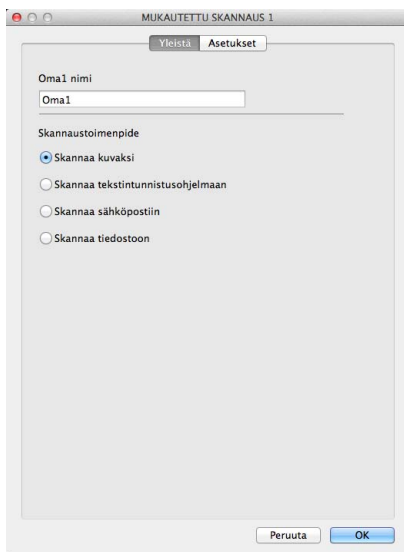 MUKAUTETTU SKANNAUS 1
Yleistä Asetukset
Oma1 nimi
Oma1
Skannaustoimenpide
Skannaa kuvaksi
Skannaa tekstintunnistusohjelmaan
Skannaa sähköpostiin
Skannaa tiedostoon
Peruuta OK